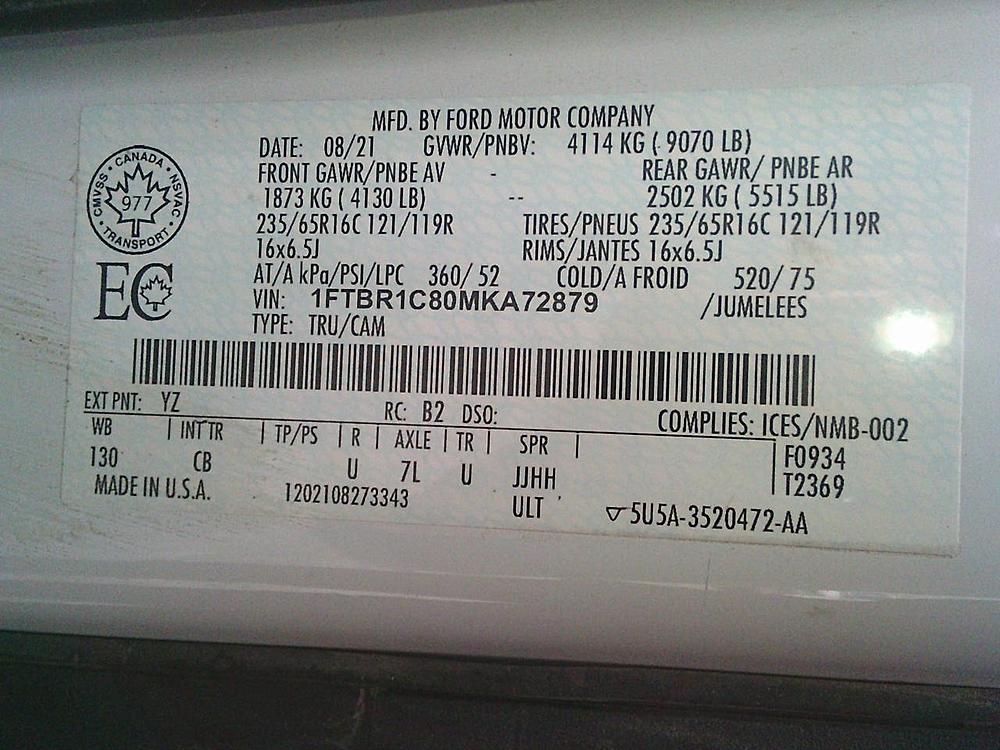 MFD. BY FORD MOTOR COMPANY
DATE: 08/21 GVWR/PNBV: 4114 KG ( 9070 LB)
FRONT GAWR/PNBE AV - REAR GAWR/ PNBE AR
1873 KG ( 4130 LB) -- 2502 KG ( 5515 LB)
235/65R16C 121/119R TIRES/PNEUS 235/65R16C 121/119R
16x6.5J RIMS/JANTES 16x6.5J
AT/A kPa/PSI/LPC 360/ 52 COLD/A FROID 520/ 75
VIN: 1FTBR1C80MKA72879 /JUMELEES
TYPE: TRU/CAM
CANADA
CMVSS NSVAC
977
TRANSPORT
EC
EXT PNT: YZ RC: B2 DSO: COMPLIES: ICES/NMB-002
WB | INT TR | TP/PS | R | AXLE | TR | SPR | F0934
130 CB U 7L U JJHH T2369
MADE IN U.S.A. 1202108273343 ULT ' 5U5A-3520472-AA